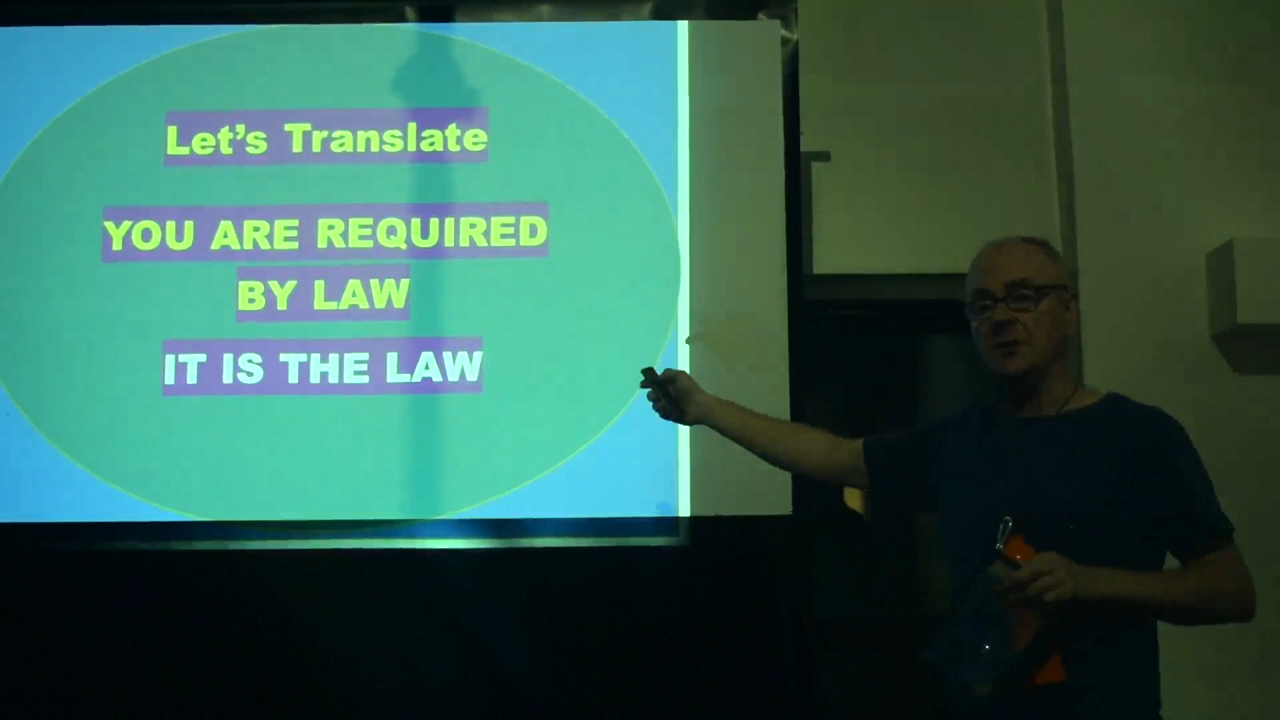 Let’s Translate
YOU ARE REQUIRED
BY LAW
IT IS THE LAW